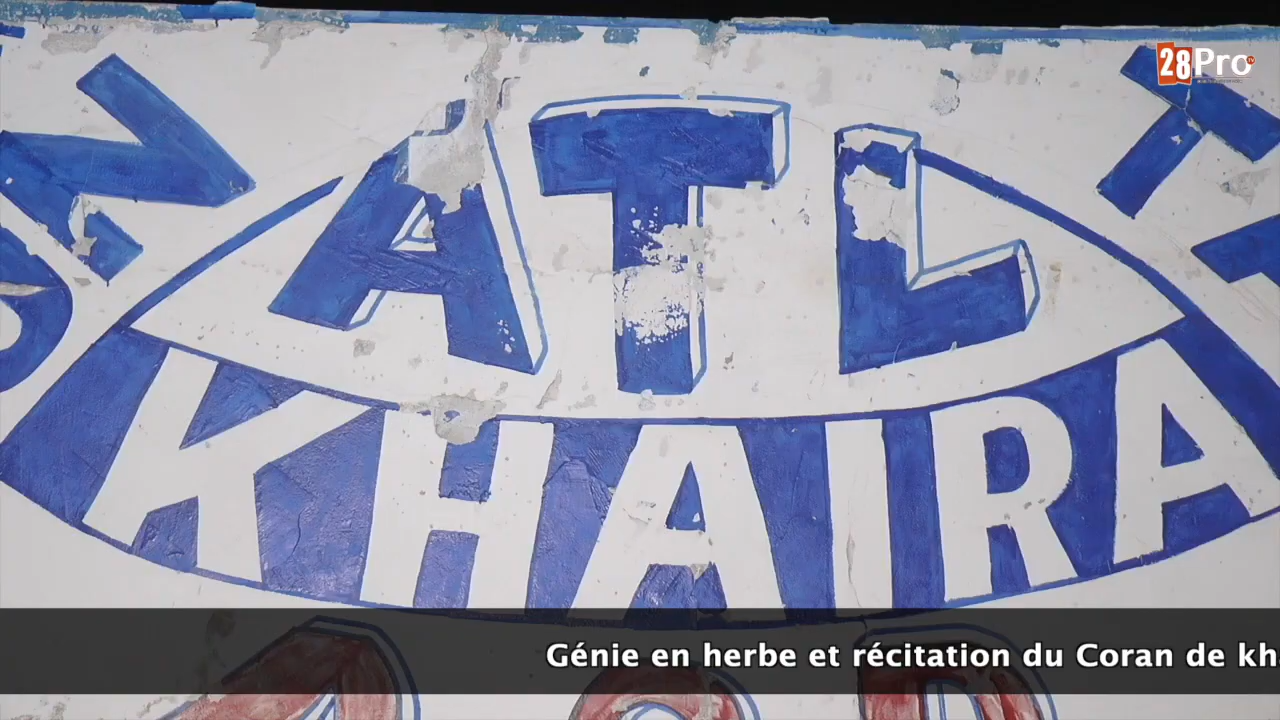 28Pro
ATL
KHAIRA
Génie en herbe et récitation du Coran de kh